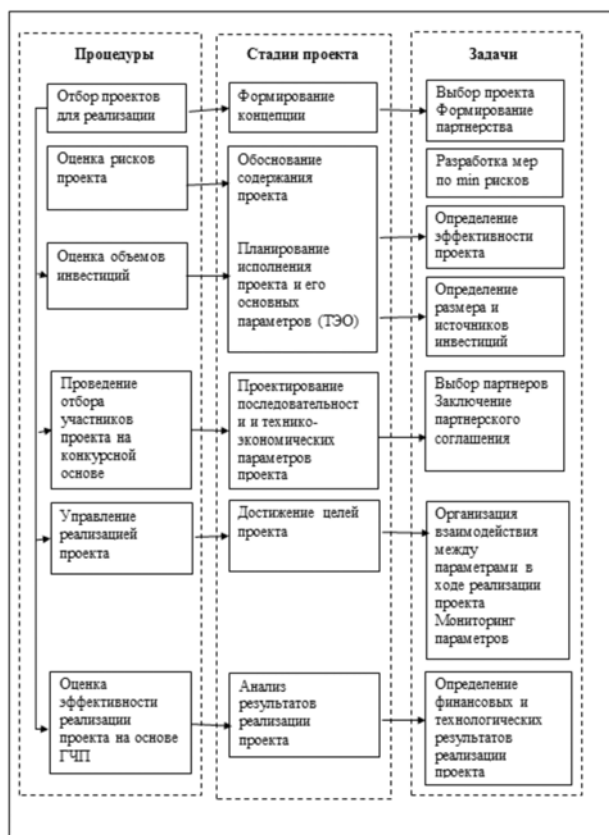 Процедуры
Отбор проектов
для реализации
Оценка рисков
проекта
Оценка объемов
инвестиций
Проведение
отбора
участников
проекта на
конкурсной
основе
Управление
реализацией
проекта
Оценка
эффективности
реализации
проекта на основе
ГЧП
Стадии проекта
Формирование
концепции
Обоснование
содержания
проекта
Планирование
исполнения
проекта и его
основных
параметров (ТЭО)
Проектирование
последовательност
и и технико-
экономических
параметров
проекта
Достижение целей
проекта
Анализ
результатов
реализации
проекта
Задачи
Выбор проекта
Формирование
партнерства
Разработка мер
по min рисков
Определение
эффективности
проекта
Определение
размера и
источников
инвестиций
Выбор партнеров
Заключение
партнерского
соглашения
Организация
взаимодействия
между
параметрами в
ходе реализации
проекта
Мониторинг
параметров
Определение
финансовых и
технологических
результатов
реализации
проекта